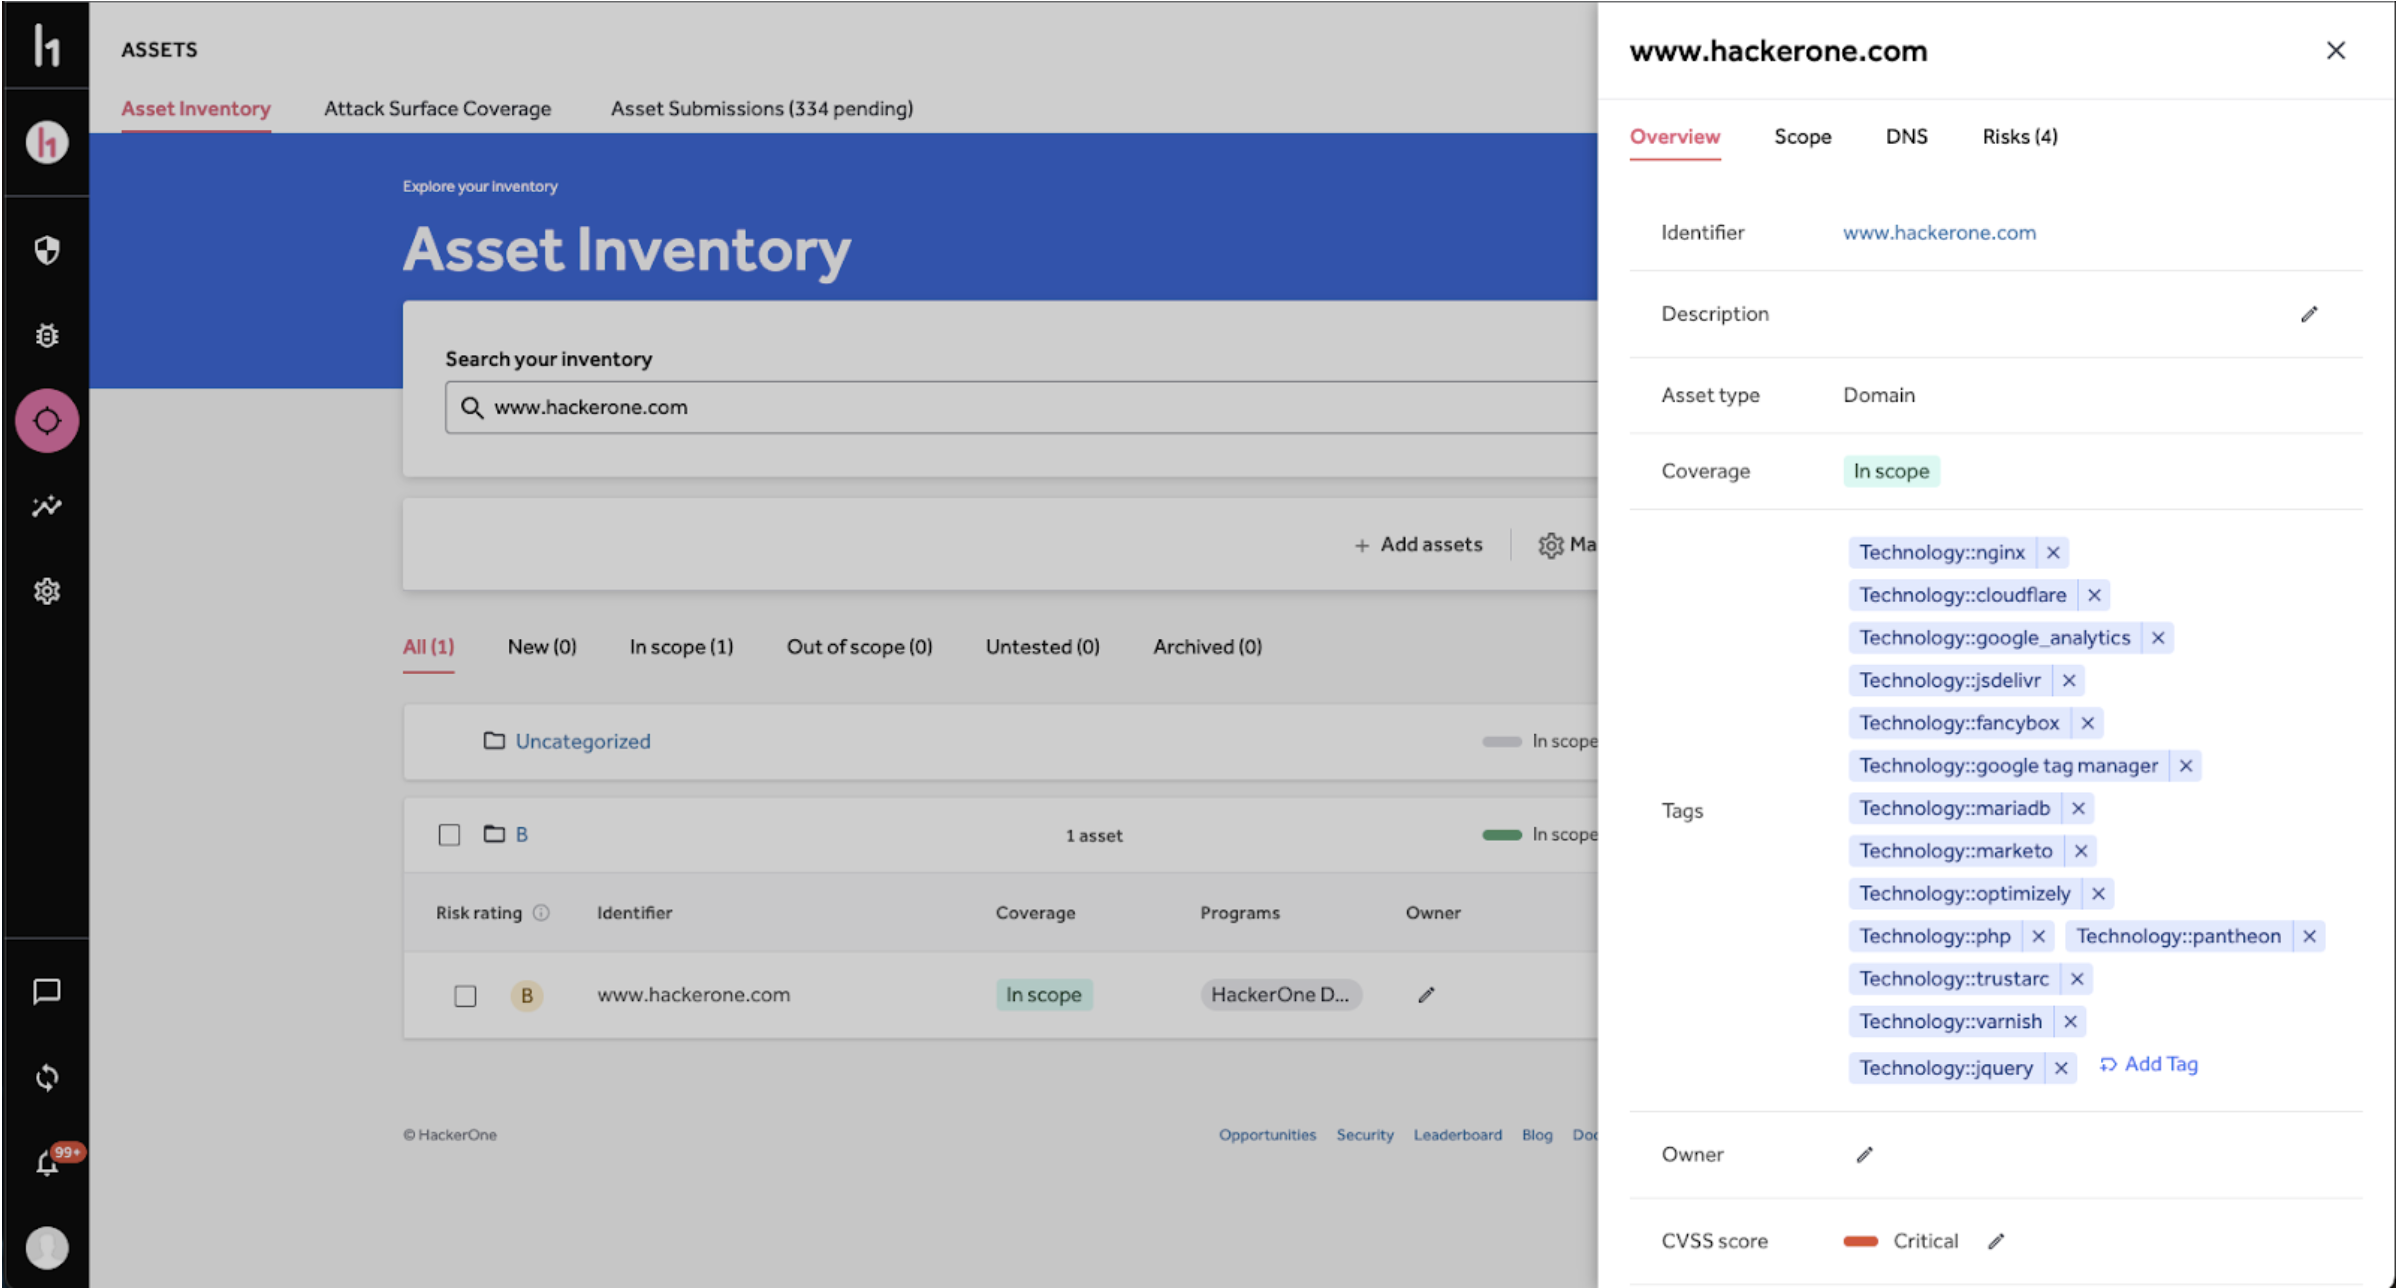 h1
ASSETS
Asset Inventory Attack Surface Coverage Asset Submissions (334 pending)
h1
Explore your inventory
Asset Inventory
Search your inventory
www.hackerone.com
+ Add assets Ma
All (1) New (0) In scope (1) Out of scope (0) Untested (0) Archived (0)
Uncategorized In scope
B 1 asset In scope
Risk rating Identifier Coverage Programs Owner
B www.hackerone.com In scope HackerOne D...
© HackerOne Opportunities Security Leaderboard Blog Doc
99+
www.hackerone.com
Overview Scope DNS Risks (4)
Identifier www.hackerone.com
Description
Asset type Domain
Coverage In scope
Tags
Technology::nginx
Technology::cloudflare
Technology::google_analytics
Technology::jsdelivr
Technology::fancybox
Technology::google tag manager
Technology::mariadb
Technology::marketo
Technology::optimizely
Technology::php Technology::pantheon
Technology::trustarc
Technology::varnish
Technology::jquery Add Tag
Owner
CVSS score Critical